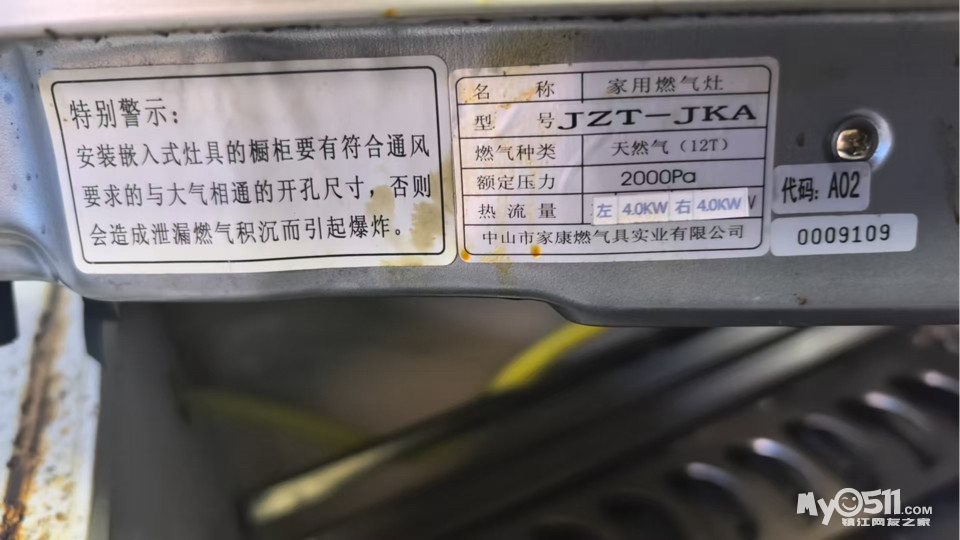 特别警示：
安装嵌入式灶具的橱柜要有符合通风
要求的与大气相通的开孔尺寸，否则
会造成泄漏燃气积沉而引起爆炸。
名 称 家用燃气灶
型 号 JZT-JKA
燃气种类 天然气（12T）
额定压力 2000Pa
热流量 左 4.0KW 右 4.0KW
中山市家康燃气具实业有限公司
代码：A02
0009109
MY0511.COM
镇江网友之家